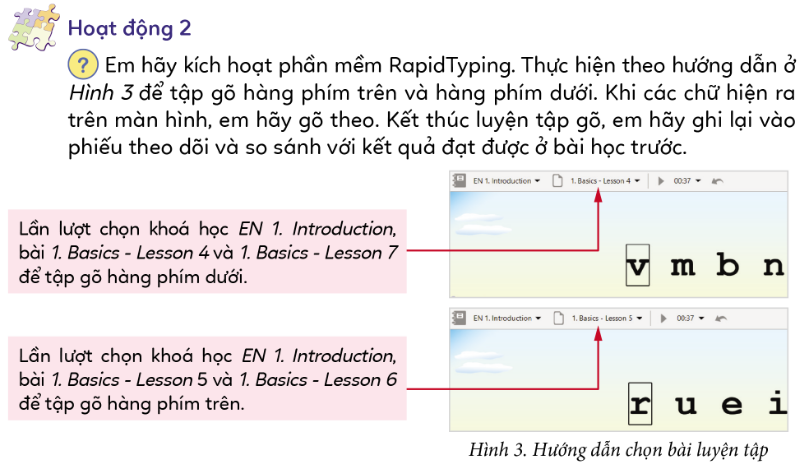 Hoạt động 2
? Em hãy kích hoạt phần mềm RapidTyping. Thực hiện theo hướng dẫn ở
Hình 3 để tập gõ hàng phím trên và hàng phím dưới. Khi các chữ hiện ra
trên màn hình, em hãy gõ theo. Kết thúc luyện tập gõ, em hãy ghi lại vào
phiếu theo dõi và so sánh với kết quả đạt được ở bài học trước.
EN 1. Introduction 1. Basics - Lesson 4 00:37
Lần lượt chọn khoá học EN 1. Introduction,
bài 1. Basics - Lesson 4 và 1. Basics - Lesson 7
để tập gõ hàng phím dưới.
v m b n
EN 1. Introduction 1. Basics - Lesson 5 00:37
Lần lượt chọn khoá học EN 1. Introduction,
bài 1. Basics - Lesson 5 và 1. Basics - Lesson 6
để tập gõ hàng phím trên.
r u e i
Hình 3. Hướng dẫn chọn bài luyện tập